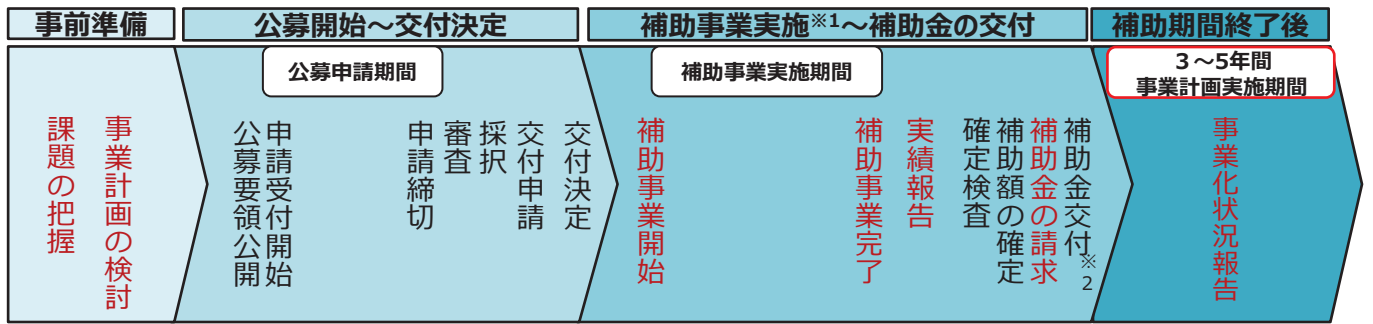 事前準備
公募開始～交付決定
補助事業実施※1～補助金の交付
補助期間終了後
公募申請期間
補助事業実施期間
３～5年間
事業計画実施期間
課題の把握
事業計画の検討
公募要領公開
申請受付開始
申請締切
審査
採択
交付申請
交付決定
補助事業開始
補助事業完了
実績報告
確定検査
補助額の確定
補助金の請求
補助金交付※2
事業化状況報告